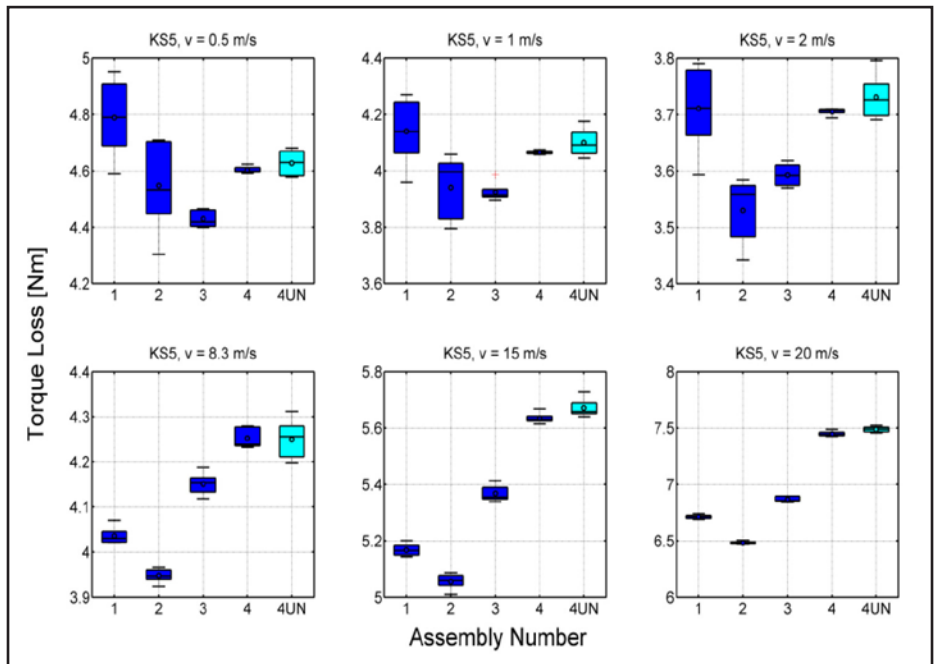 KS5, v = 0.5 m/s
5
4.8
4.6
4.4
4.2
1 2 3 4 4UN
KS5, v = 1 m/s
4.4
4.2
4
3.8
3.6
1 2 3 4 4UN
KS5, v = 2 m/s
3.8
3.7
3.6
3.5
3.4
1 2 3 4 4UN
Torque Loss [Nm]
KS5, v = 8.3 m/s
4.4
4.3
4.2
4.1
4
3.9
1 2 3 4 4UN
KS5, v = 15 m/s
5.8
5.6
5.4
5.2
5
1 2 3 4 4UN
KS5, v = 20 m/s
8
7.5
7
6.5
6
1 2 3 4 4UN
Assembly Number